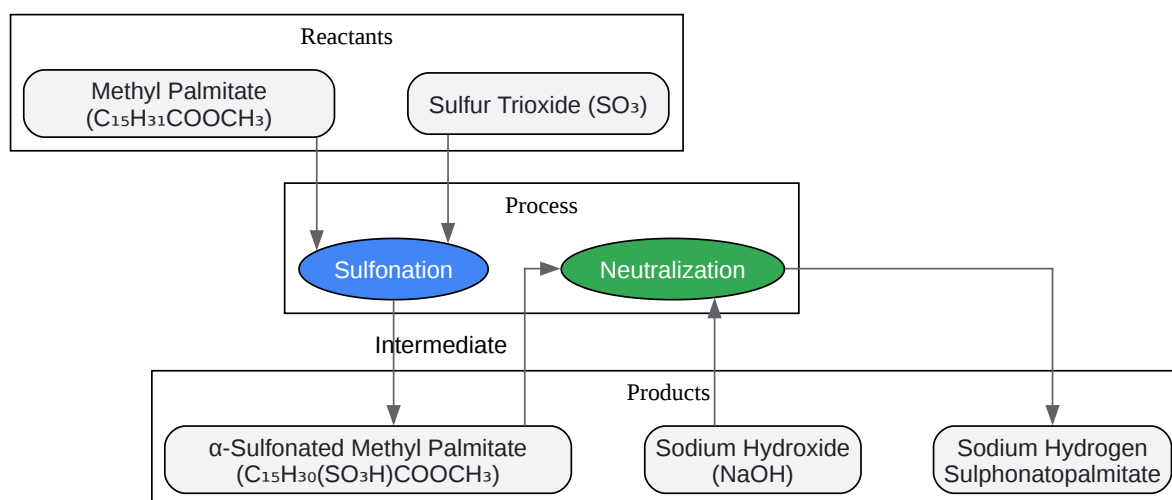 Reactants
Methyl Palmitate
(C₁₅H₃₁COOCH₃)
Sulfur Trioxide (SO₃)
Process
Sulfonation
Neutralization
Intermediate
Products
α-Sulfonated Methyl Palmitate
(C₁₅H₃₀(SO₃H)COOCH₃)
Sodium Hydroxide
(NaOH)
Sodium Hydrogen
Sulphonatopalmitate